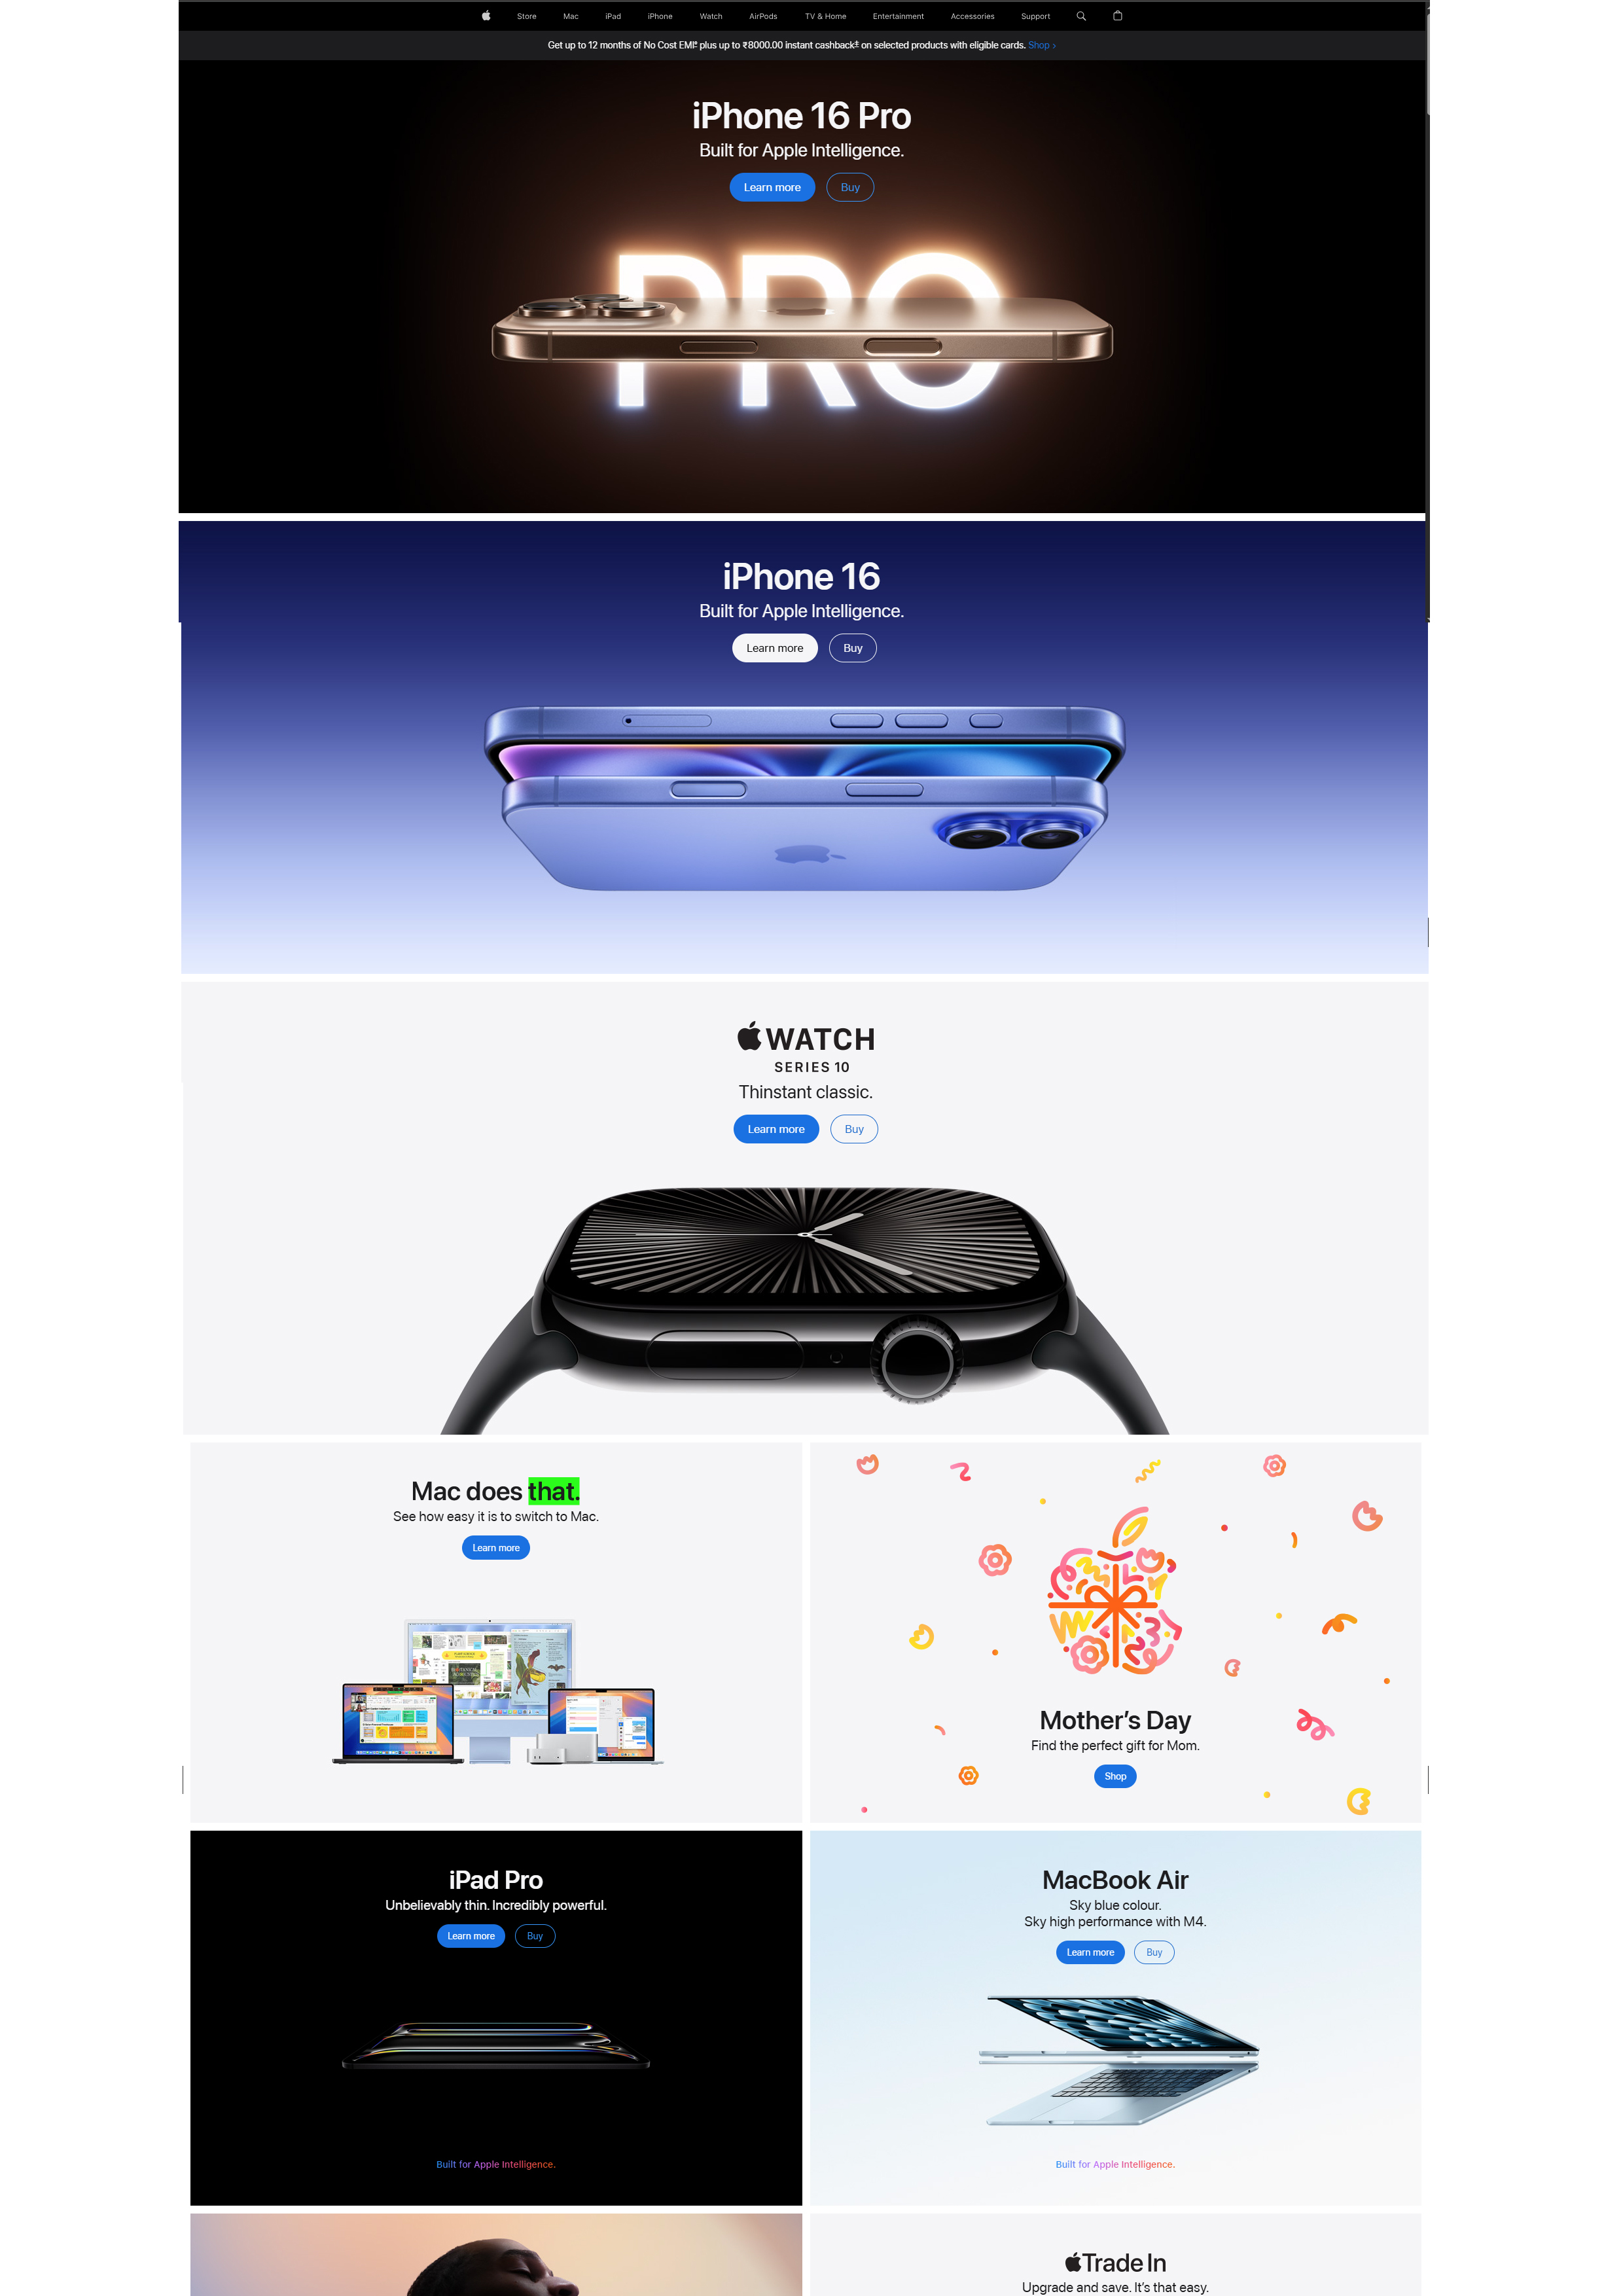 Store Mac iPad iPhone Watch AirPods TV & Home Entertainment Accessories Support
Get up to 12 months of No Cost EMI± plus up to ₹8000.00 instant cashback‡ on selected products with eligible cards. Shop >
iPhone 16 Pro
Built for Apple Intelligence.
Learn more Buy
PRO
iPhone 16
Built for Apple Intelligence.
Learn more Buy
WATCH
SERIES 10
Thinstant classic.
Learn more Buy
Mac does that.
See how easy it is to switch to Mac.
Learn more
Mother’s Day
Find the perfect gift for Mom.
Shop
iPad Pro
Unbelievably thin. Incredibly powerful.
Learn more Buy
Built for Apple Intelligence.
MacBook Air
Sky blue colour.
Sky high performance with M4.
Learn more Buy
Built for Apple Intelligence.
Trade In
Upgrade and save. It’s that easy.